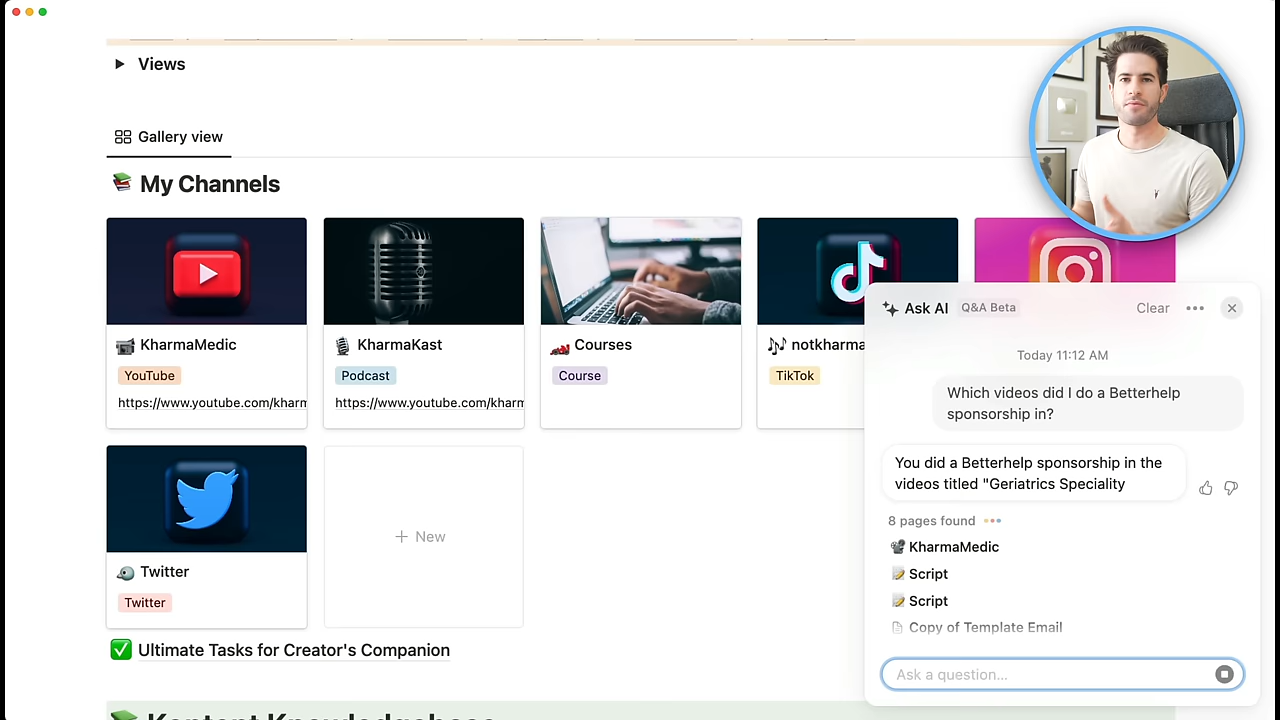 Views
Gallery view
My Channels
KharmaMedic
YouTube
https://www.youtube.com/kharm
KharmaKast
Podcast
https://www.youtube.com/kharm
Courses
Course
notkharma
TikTok
Twitter
Twitter
+ New
Ultimate Tasks for Creator's Companion
Ask AI Q&A Beta
Clear
Today 11:12 AM
Which videos did I do a Betterhelp
sponsorship in?
You did a Betterhelp sponsorship in the
videos titled "Geriatrics Speciality
8 pages found
KharmaMedic
Script
Script
Copy of Template Email
Ask a question...
Kontent Knowledgebase